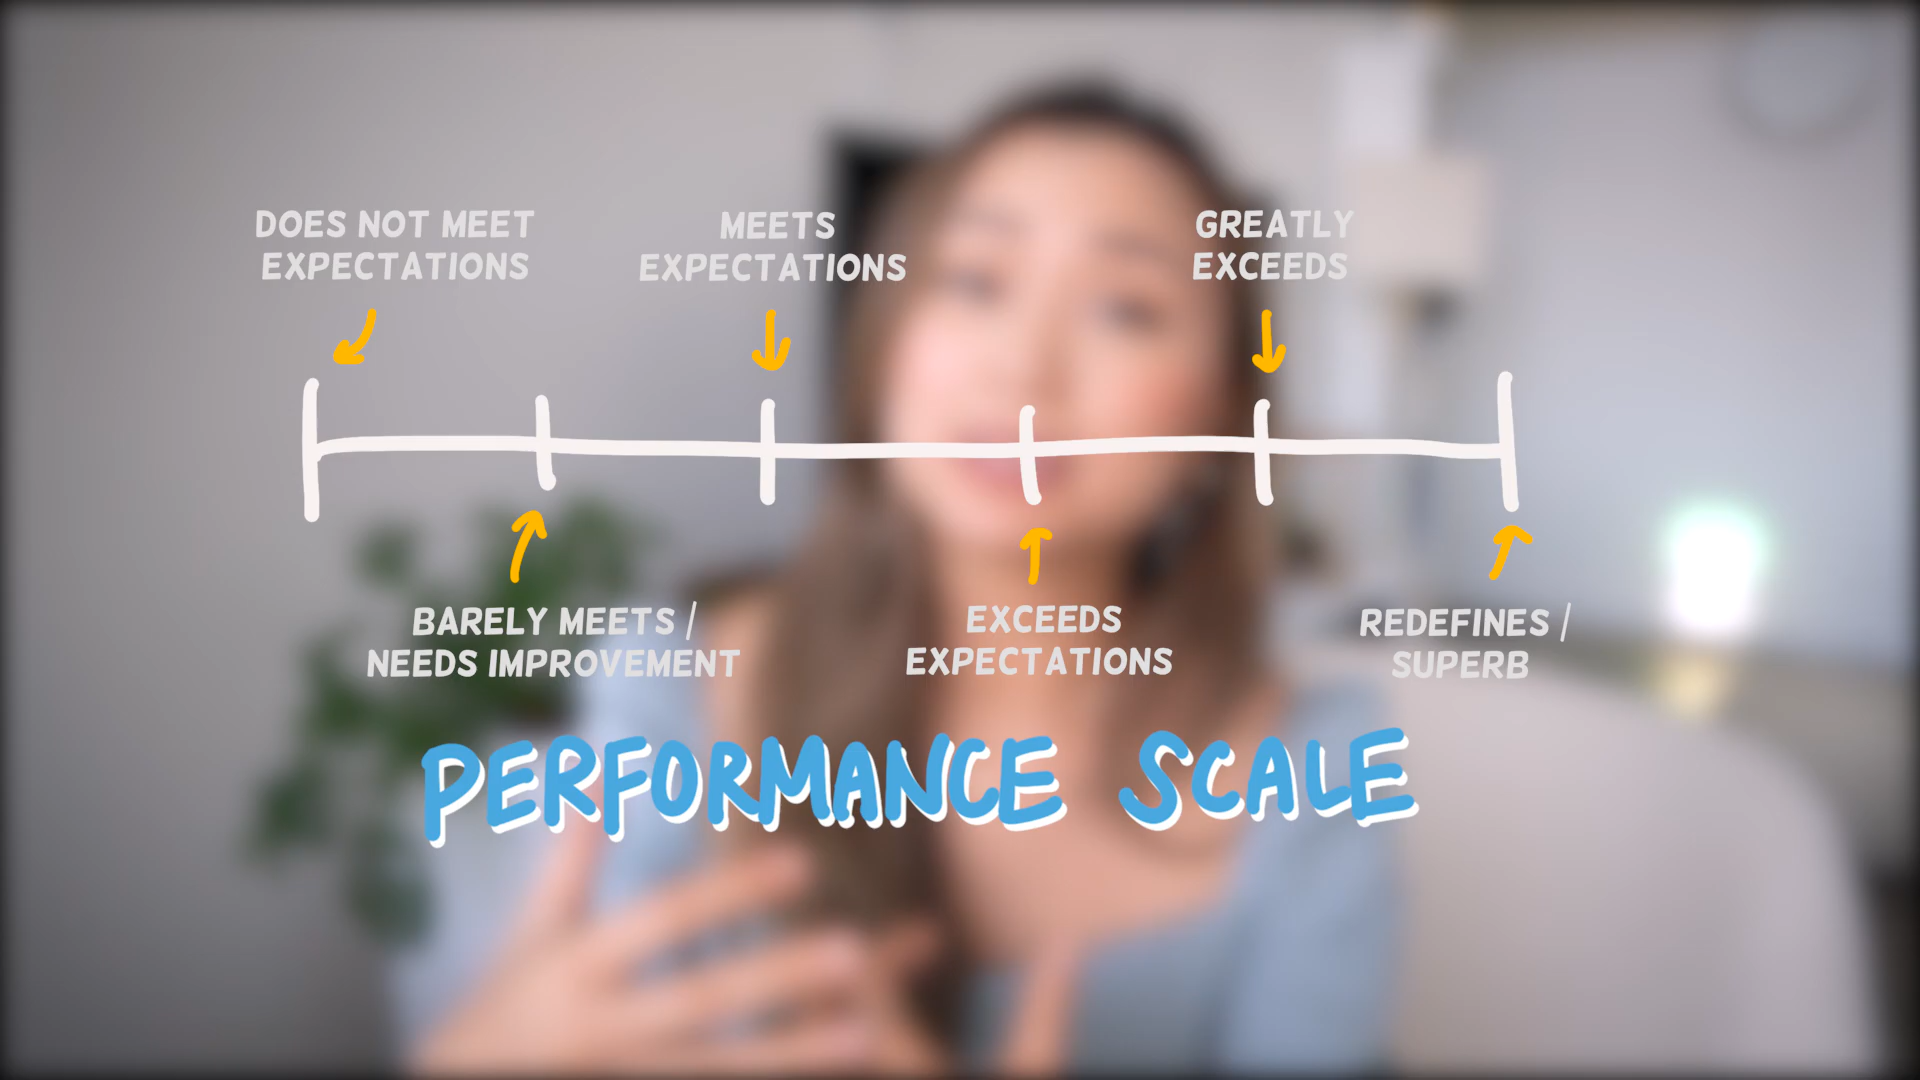 DOES NOT MEET
EXPECTATIONS
MEETS
EXPECTATIONS
GREATLY
EXCEEDS
BARELY MEETS /
NEEDS IMPROVEMENT
EXCEEDS
EXPECTATIONS
REDEFINES /
SUPERB
PERFORMANCE SCALE